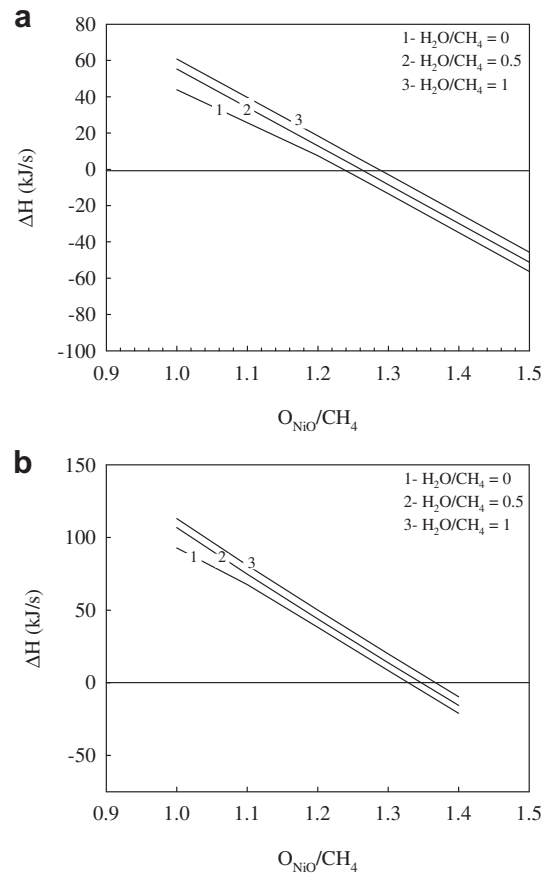 a
80
60
40
20
0
-20
-40
-60
-80
-100
ΔH (kJ/s)
1- H₂O/CH₄ = 0
2- H₂O/CH₄ = 0.5
3- H₂O/CH₄ = 1
1
2
3
0.9 1.0 1.1 1.2 1.3 1.4 1.5
O_NiO/CH₄
b
150
100
50
0
-50
ΔH (kJ/s)
1- H₂O/CH₄ = 0
2- H₂O/CH₄ = 0.5
3- H₂O/CH₄ = 1
1
2
3
0.9 1.0 1.1 1.2 1.3 1.4 1.5
O_NiO/CH₄